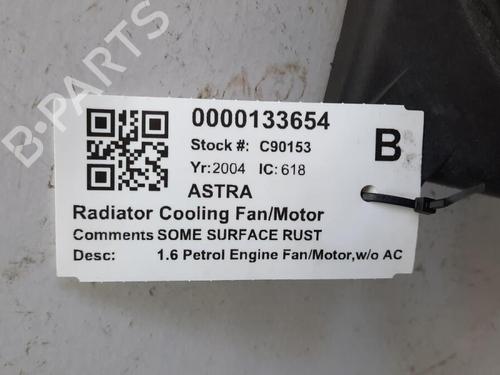 B-PARTS
0000133654
Stock #: C90153
B
Yr:2004 IC:618
ASTRA
Radiator Cooling Fan/Motor
Comments SOME SURFACE RUST
Desc: 1.6 Petrol Engine Fan/Motor,w/o AC